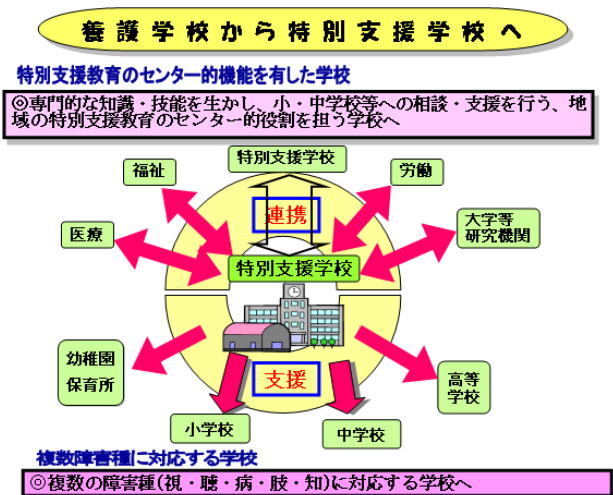 養護学校から特別支援学校へ
特別支援教育のセンター的機能を有した学校
◎専門的な知識・技能を生かし、小・中学校等への相談・支援を行う、地
域の特別支援教育のセンター的役割を担う学校へ
特別支援学校
福祉
労働
連携
医療
大学等
研究機関
特別支援学校
幼稚園
保育所
支援
高等
学校
小学校
中学校
複数障害種に対応する学校
◎複数の障害種(視・聴・病・肢・知)に対応する学校へ